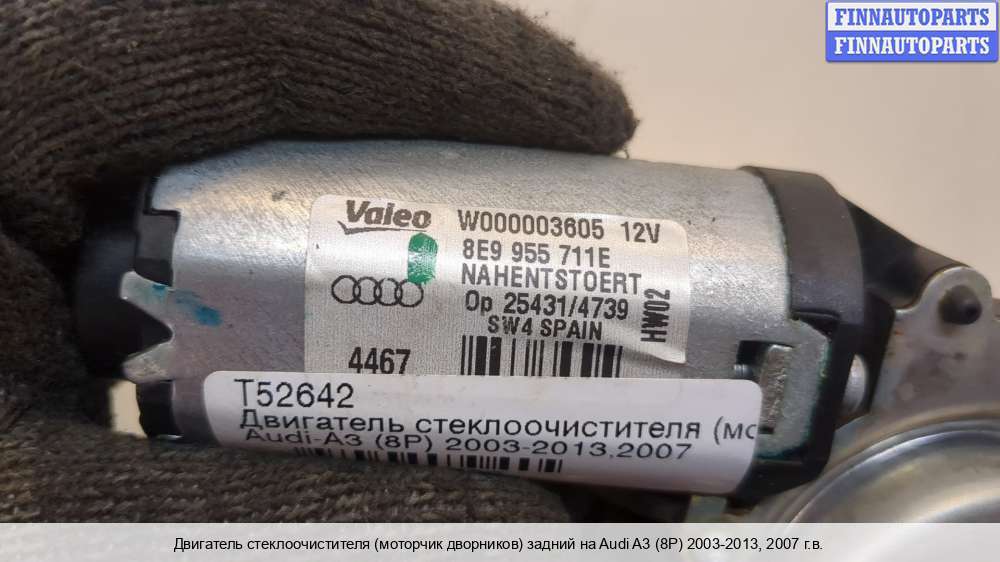 FINNAUTOPARTS
FINNAUTOPARTS
Valeo W000003605 12V
8E9 955 711E
NAHENTSTOERT
Op 25431/4739
SW4 SPAIN
HW02
4467
T52642
Двигатель стеклоочистителя (мо
Audi-A3 (8P) 2003-2013,2007
Двигатель стеклоочистителя (моторчик дворников) задний на Audi A3 (8P) 2003-2013, 2007 г.в.